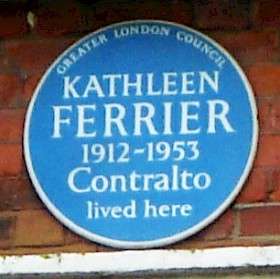 GREATER LONDON COUNCIL
KATHLEEN
FERRIER
1912-1953
Contralto
lived here